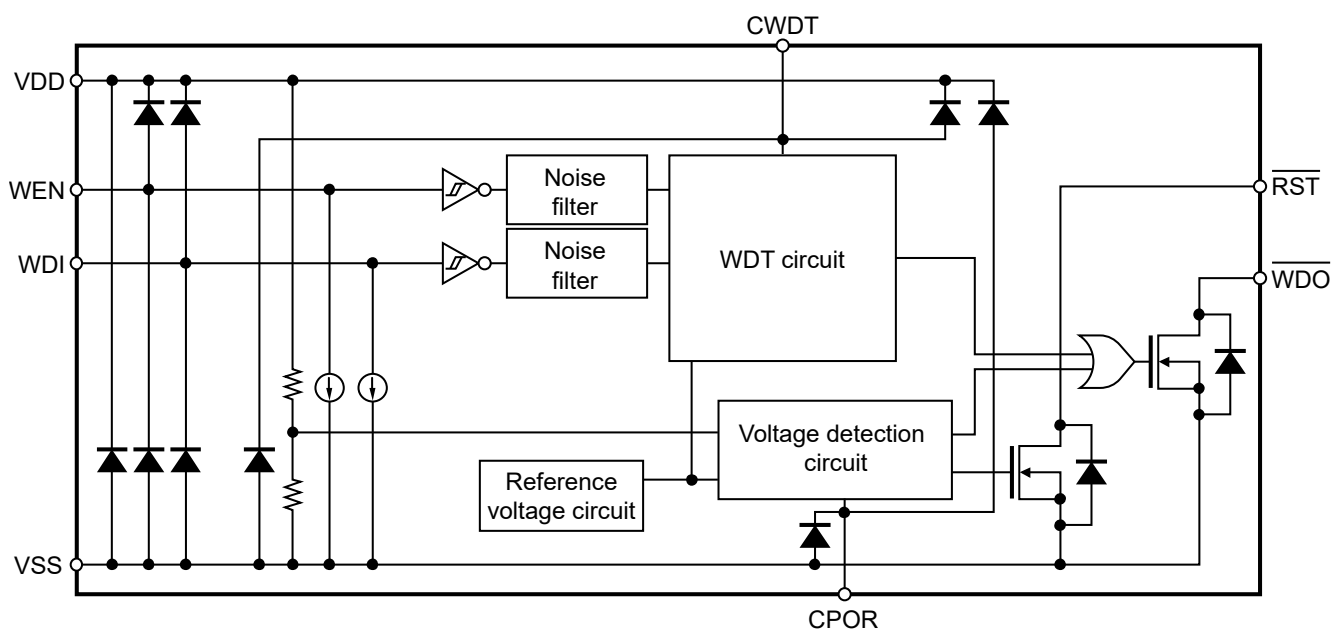 CWDT
VDD
WEN
Noise
filter
RST
WDI
Noise
filter
WDT circuit
WDO
Voltage detection
circuit
Reference
voltage circuit
VSS
CPOR